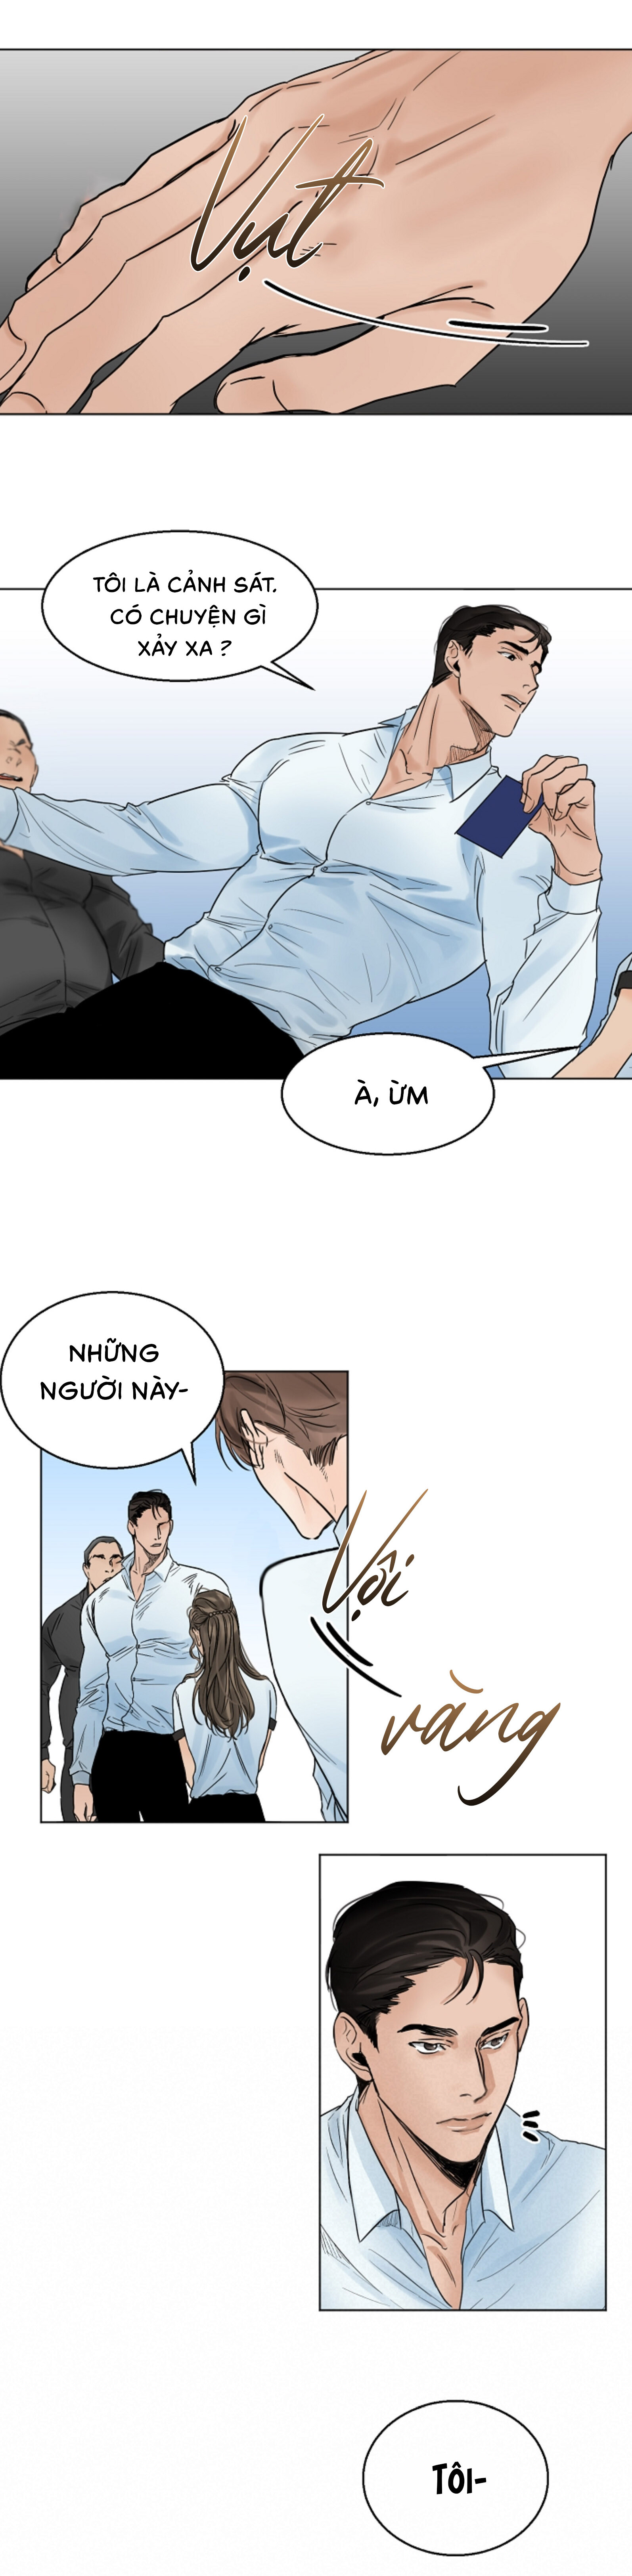 Vụt
TÔI LÀ CẢNH SÁT.
CÓ CHUYỆN GÌ
XẢY XA ?
À, ỪM
NHỮNG
NGƯỜI NÀY-
Vội
vàng
TÔI-